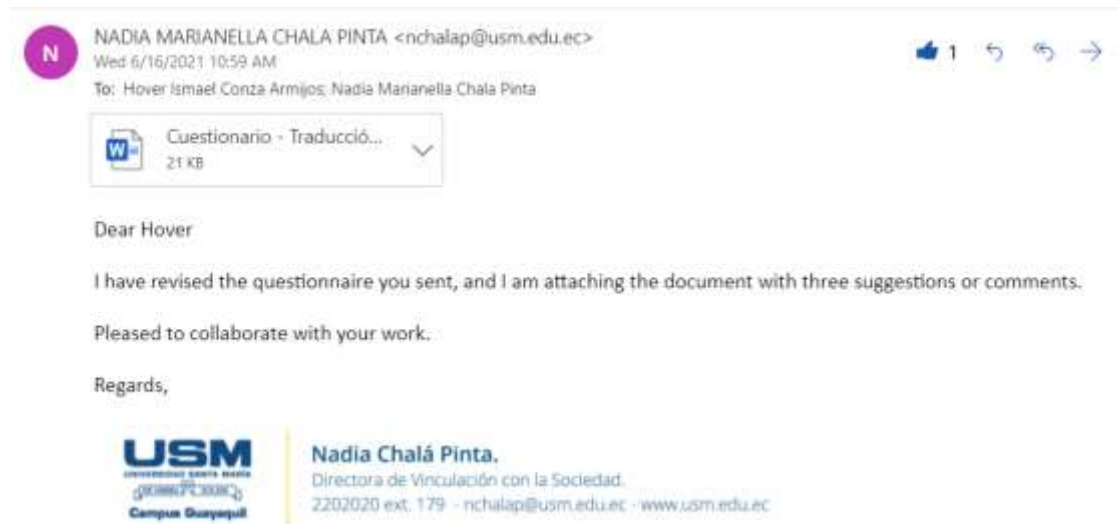 N
NADIA MARIANELLA CHALA PINTA <nchalap@usm.edu.ec>
Wed 6/16/2021 10:59 AM
To: Hover Ismael Conza Armijos; Nadia Marianella Chala Pinta
1
W
Cuestionario - Traducció...
21 KB
Dear Hover
I have revised the questionnaire you sent, and I am attaching the document with three suggestions or comments.
Pleased to collaborate with your work.
Regards,
USM
UNIVERSIDAD SANTA MARÍA
Campus Guayaquil
Nadia Chalá Pinta.
Directora de Vinculación con la Sociedad.
2202020 ext. 179 - nchalap@usm.edu.ec - www.usm.edu.ec